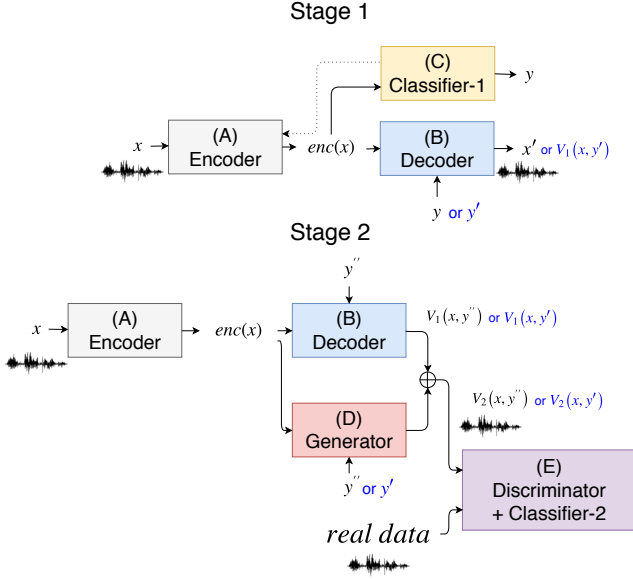 Stage 1
(C)
Classifier-1
y
x
(A)
Encoder
enc(x)
(B)
Decoder
x′ or V₁(x, y′)
y or y′
Stage 2
y′′
x
(A)
Encoder
enc(x)
(B)
Decoder
V₁(x, y′′) or V₁(x, y′)
V₂(x, y′′) or V₂(x, y′)
(D)
Generator
y′′ or y′
(E)
Discriminator
+ Classifier-2
real data